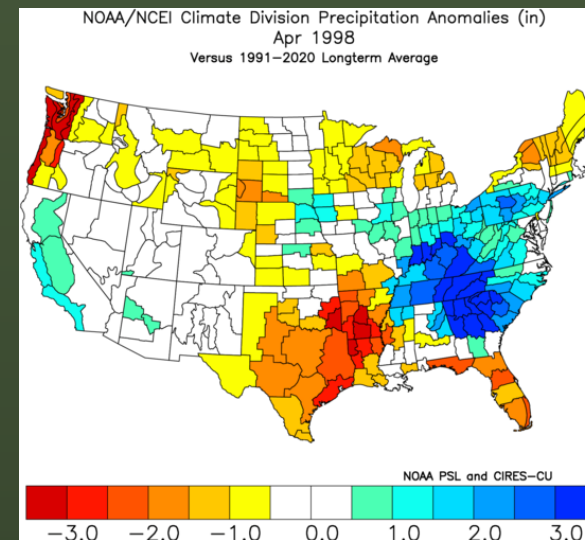 NOAA/NCEI Climate Division Precipitation Anomalies (in)
Apr 1998
Versus 1991–2020 Longterm Average
NOAA PSL and CIRES–CU
−3.0 −2.0 −1.0 0.0 1.0 2.0 3.0